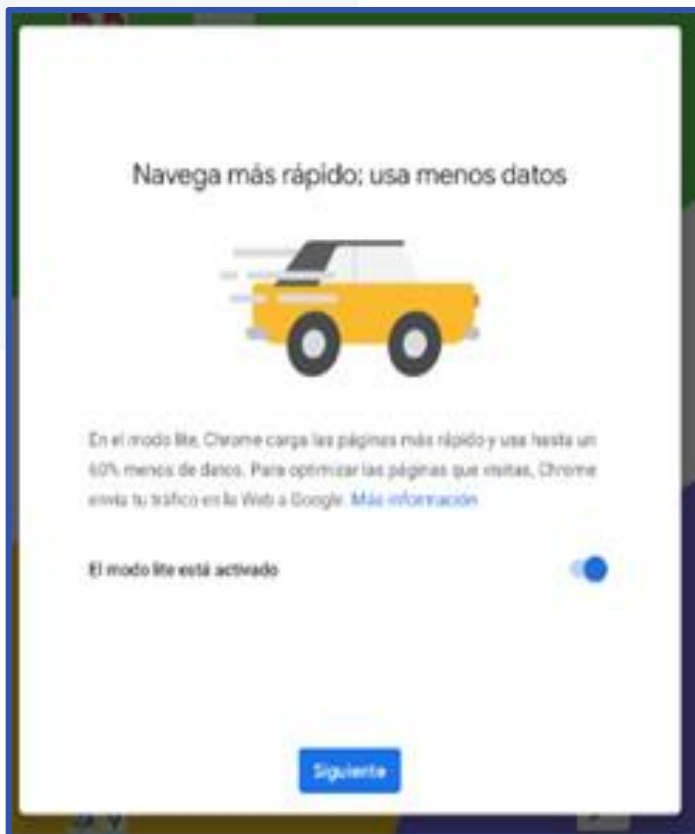 Navega más rápido; usa menos datos
En el modo lite, Chrome carga las páginas más rápido y usa hasta un
60% menos de datos. Para optimizar las páginas que visitas, Chrome
envía tu tráfico en la Web a Google. Más información
El modo lite está activado
Siguiente